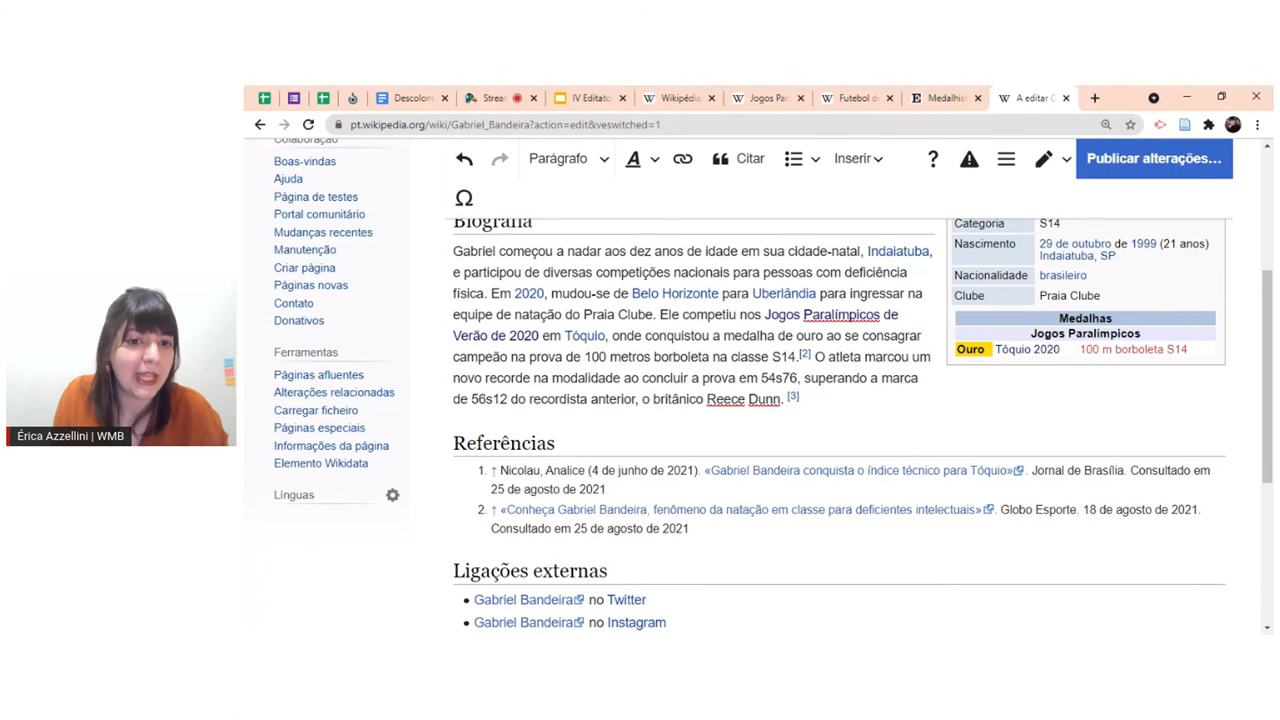 Descolon
Strear
IV Editato
Wikipédia
Jogos Par
Futebol d
Medalhis
A editar G
pt.wikipedia.org/wiki/Gabriel_Bandeira?action=edit&veswitched=1
Colaboração
Boas-vindas
Ajuda
Página de testes
Portal comunitário
Mudanças recentes
Manutenção
Criar página
Páginas novas
Contato
Donativos
Ferramentas
Páginas afluentes
Alterações relacionadas
Carregar ficheiro
Páginas especiais
Informações da página
Elemento Wikidata
Línguas
Parágrafo
A
Citar
Inserir
?
Publicar alterações…
Ω
Biografia
Gabriel começou a nadar aos dez anos de idade em sua cidade-natal, Indaiatuba,
e participou de diversas competições nacionais para pessoas com deficiência
física. Em 2020, mudou-se de Belo Horizonte para Uberlândia para ingressar na
equipe de natação do Praia Clube. Ele competiu nos Jogos Paralímpicos de
Verão de 2020 em Tóquio, onde conquistou a medalha de ouro ao se consagrar
campeão na prova de 100 metros borboleta na classe S14.[2] O atleta marcou um
novo recorde na modalidade ao concluir a prova em 54s76, superando a marca
de 56s12 do recordista anterior, o britânico Reece Dunn. [3]
Categoria S14
Nascimento 29 de outubro de 1999 (21 anos)
Indaiatuba, SP
Nacionalidade brasileiro
Clube Praia Clube
Medalhas
Jogos Paralímpicos
Ouro Tóquio 2020 100 m borboleta S14
Referências
1. ↑ Nicolau, Analice (4 de junho de 2021). «Gabriel Bandeira conquista o índice técnico para Tóquio». Jornal de Brasília. Consultado em
25 de agosto de 2021
2. ↑ «Conheça Gabriel Bandeira, fenômeno da natação em classe para deficientes intelectuais». Globo Esporte. 18 de agosto de 2021.
Consultado em 25 de agosto de 2021
Ligações externas
• Gabriel Bandeira no Twitter
• Gabriel Bandeira no Instagram
Érica Azzellini | WMB